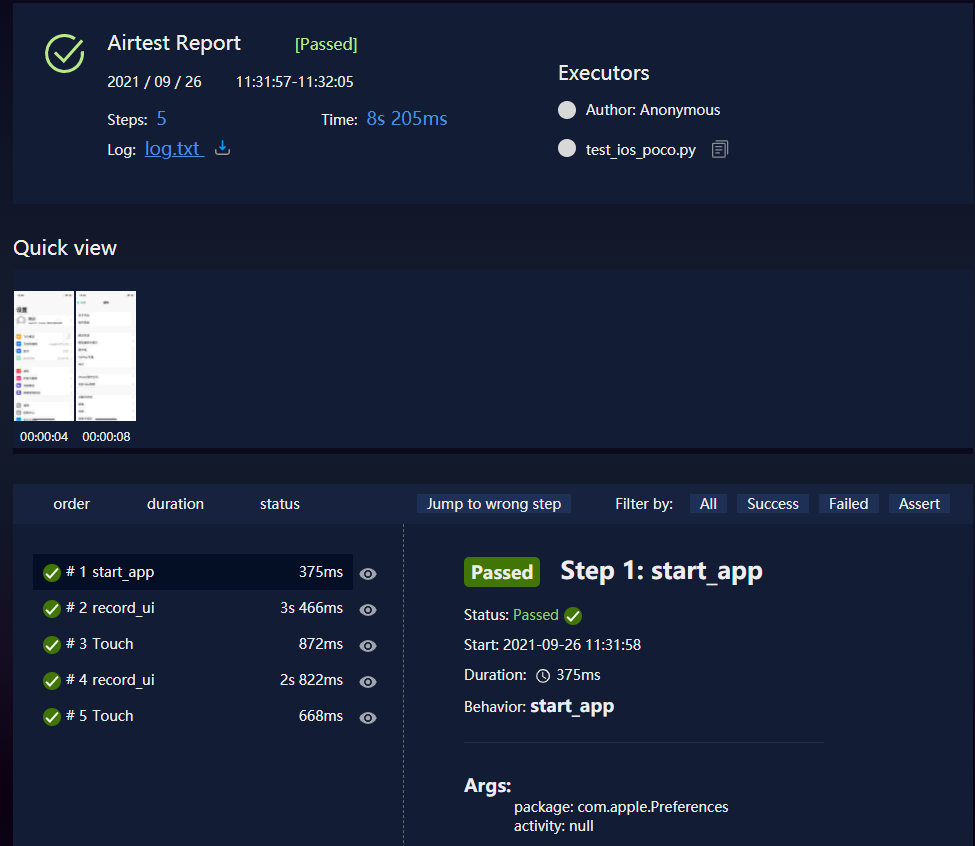 Airtest Report [Passed]
2021 / 09 / 26 11:31:57-11:32:05
Steps: 5 Time: 8s 205ms
Log: log.txt
Executors
Author: Anonymous
test_ios_poco.py
Quick view
设置
00:00:04 00:00:08
order duration status
Jump to wrong step Filter by: All Success Failed Assert
# 1 start_app 375ms
# 2 record_ui 3s 466ms
# 3 Touch 872ms
# 4 record_ui 2s 822ms
# 5 Touch 668ms
Passed Step 1: start_app
Status: Passed
Start: 2021-09-26 11:31:58
Duration: 375ms
Behavior: start_app
Args:
package: com.apple.Preferences
activity: null